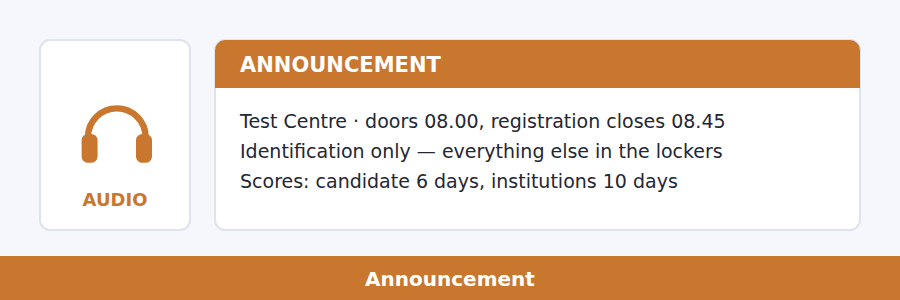 AUDIO
ANNOUNCEMENT
Test Centre · doors 08.00, registration closes 08.45
Identification only — everything else in the lockers
Scores: candidate 6 days, institutions 10 days
Announcement